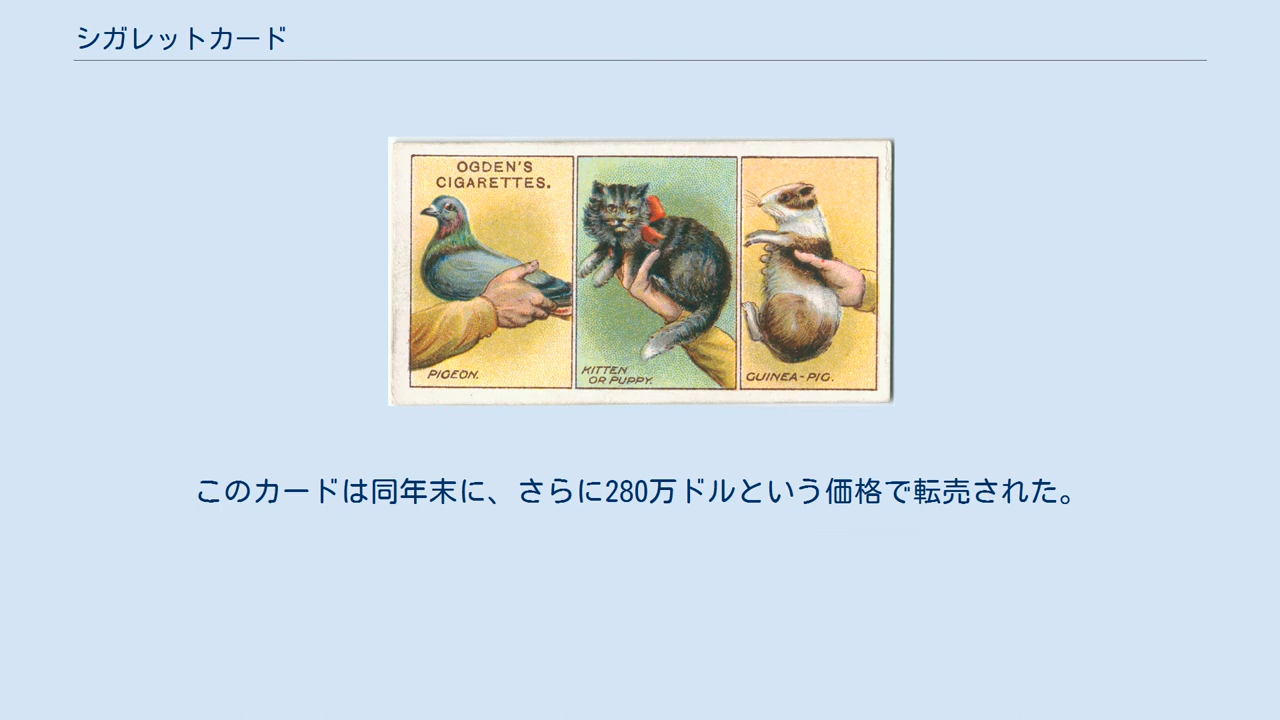 シガレットカード
OGDEN'S
CIGARETTES.
PIGEON.
KITTEN
OR PUPPY.
GUINEA-PIG.
このカードは同年末に、さらに280万ドルという価格で転売された。